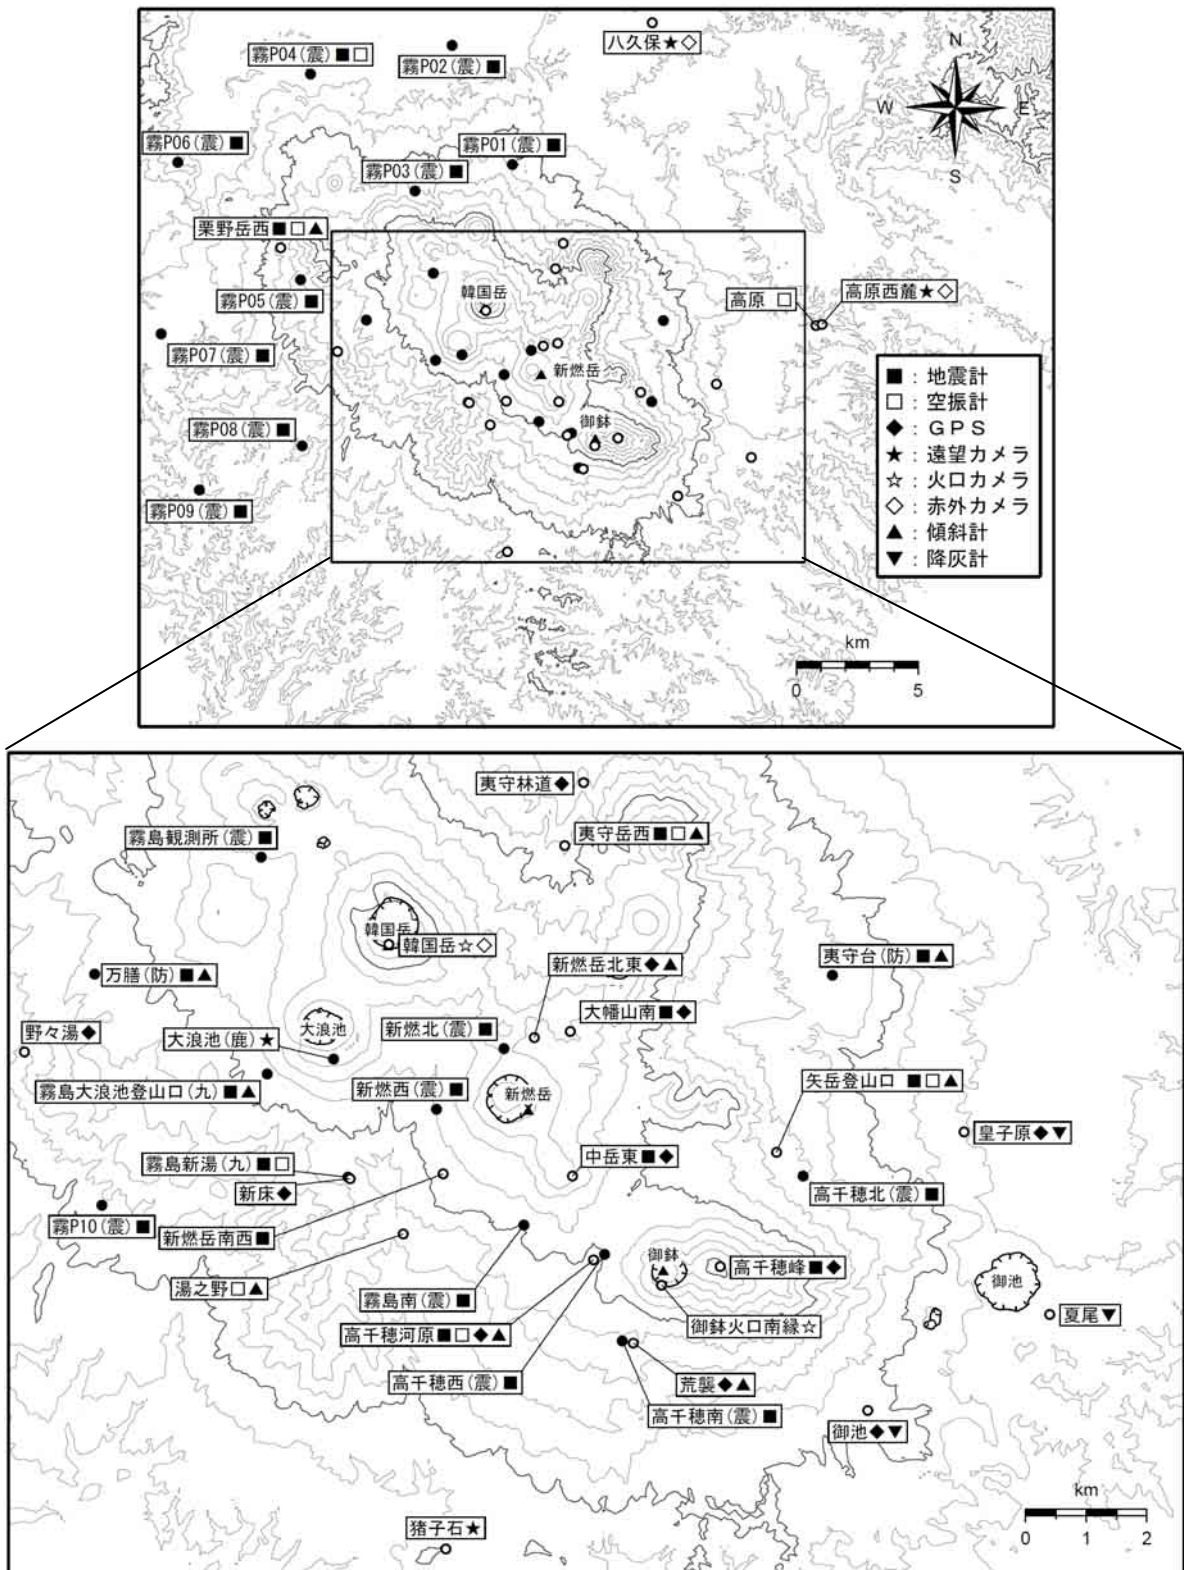 八久保★◇
霧P04(震)■□
霧P02(震)■
N
W
E
S
霧P06(震)■
霧P01(震)■
霧P03(震)■
栗野岳西■□▲
霧P05(震)■
韓国岳
高原□
高原西麓★◇
霧P07(震)■
新燃岳
霧P08(震)■
御鉢
霧P09(震)■
■：地震計
□：空振計
◆：GPS
★：遠望カメラ
☆：火口カメラ
◇：赤外カメラ
▲：傾斜計
▼：降灰計
km
0 5
夷守林道◆
夷守岳西■□▲
霧島観測所(震)■
韓国岳
韓国岳☆◇
新燃岳北東◆▲
夷守台(防)■▲
万膳(防)■▲
大幡山南■◆
野々湯◆
大浪池
大浪池(鹿)★
新燃北(震)■
霧島大浪池登山口(九)■▲
新燃西(震)■
新燃岳
矢岳登山口 ■□▲
皇子原◆▼
霧島新湯(九)■□
新床◆
中岳東■◆
高千穂北(震)■
霧P10(震)■
新燃岳南西■
湯之野□▲
霧島南(震)■
御鉢
高千穂峰■◆
御池
高千穂河原■□◆▲
御鉢火口南縁☆
夏尾▼
高千穂西(震)■
荒襲◆▲
高千穂南(震)■
御池◆▼
猪子石★
km
0 1 2